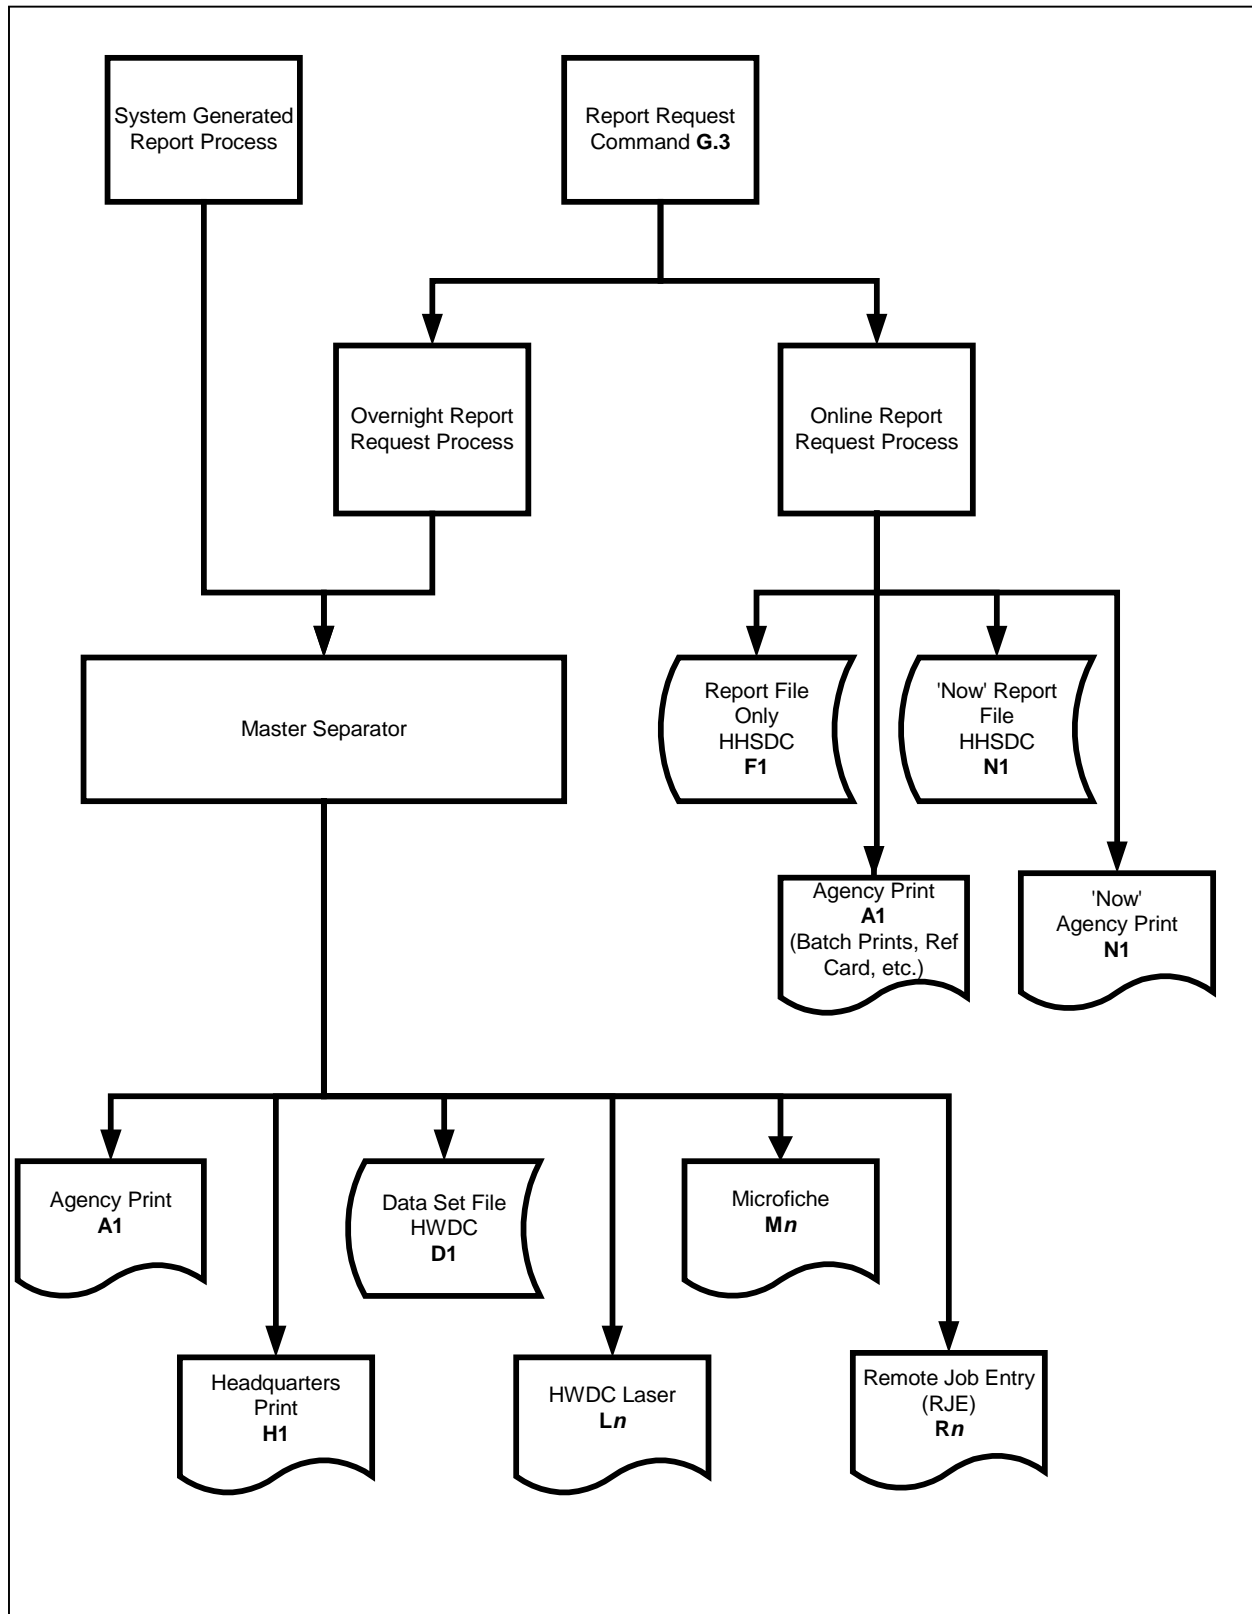 System Generated
Report Process
Report Request
Command G.3
Overnight Report
Request Process
Online Report
Request Process
Master Separator
Report File
Only
HHSDC
F1
'Now' Report
File
HHSDC
N1
Agency Print
A1
(Batch Prints, Ref
Card, etc.)
'Now'
Agency Print
N1
Agency Print
A1
Data Set File
HWDC
D1
Microfiche
Mn
Headquarters
Print
H1
HWDC Laser
Ln
Remote Job Entry
(RJE)
Rn